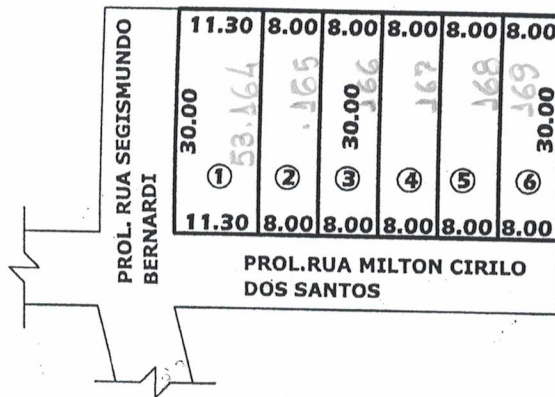 11.30 8.00 8.00 8.00 8.00 8.00
PROL. RUA SEGISMUNDO
BERNARDI
30.00 53.164 .165 30.00 166 167 168 169 30.00
① ② ③ ④ ⑤ ⑥
11.30 8.00 8.00 8.00 8.00 8.00
PROL.RUA MILTON CIRILO
DOS SANTOS